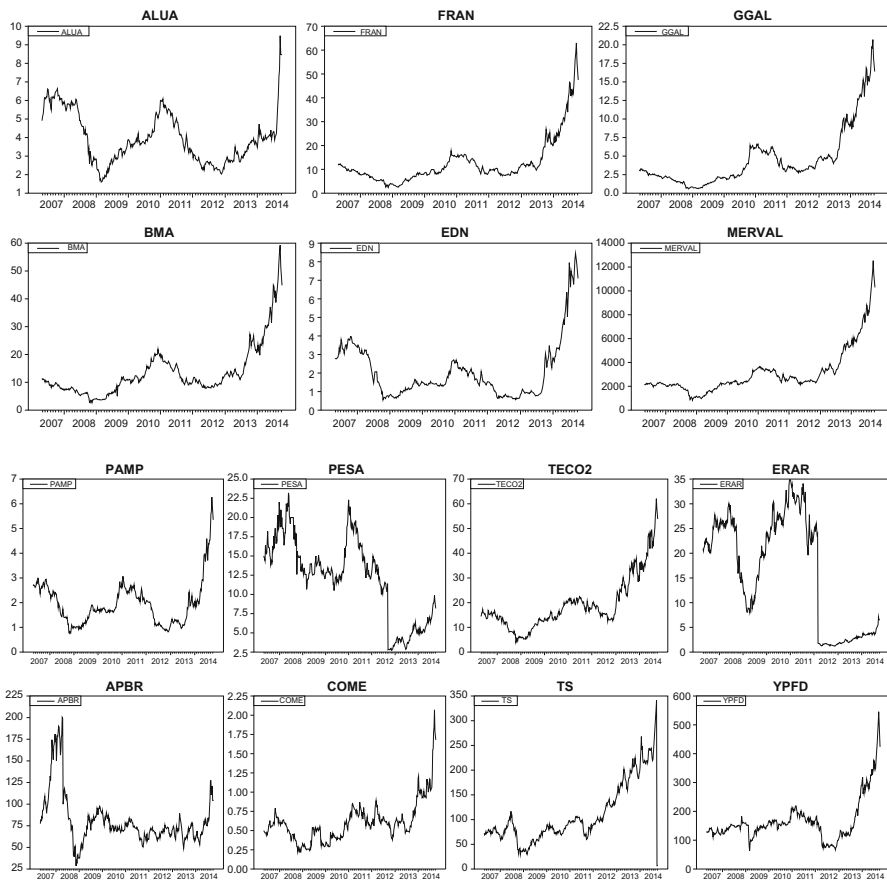 ALUA
10
ALUA
9
8
7
6
5
4
3
2
1
2007 2008 2009 2010 2011 2012 2013 2014
FRAN
70
FRAN
60
50
40
30
20
10
0
2007 2008 2009 2010 2011 2012 2013 2014
GGAL
22.5
GGAL
20.0
17.5
15.0
12.5
10.0
7.5
5.0
2.5
0.0
2007 2008 2009 2010 2011 2012 2013 2014
BMA
60
BMA
50
40
30
20
10
0
2007 2008 2009 2010 2011 2012 2013 2014
EDN
9
EDN
8
7
6
5
4
3
2
1
0
2007 2008 2009 2010 2011 2012 2013 2014
MERVAL
14000
MERVAL
12000
10000
8000
6000
4000
2000
0
2007 2008 2009 2010 2011 2012 2013 2014
PAMP
7
PAMP
6
5
4
3
2
1
0
2007 2008 2009 2010 2011 2012 2013 2014
PESA
25.0
PESA
22.5
20.0
17.5
15.0
12.5
10.0
7.5
5.0
2.5
2007 2008 2009 2010 2011 2012 2013 2014
TECO2
70
TECO2
60
50
40
30
20
10
0
2007 2008 2009 2010 2011 2012 2013 2014
ERAR
35
ERAR
30
25
20
15
10
5
0
2007 2008 2009 2010 2011 2012 2013 2014
APBR
225
APBR
200
175
150
125
100
75
50
25
2007 2008 2009 2010 2011 2012 2013 2014
COME
2.25
COME
2.00
1.75
1.50
1.25
1.00
0.75
0.50
0.25
0.00
2007 2008 2009 2010 2011 2012 2013 2014
TS
350
TS
300
250
200
150
100
50
0
2007 2008 2009 2010 2011 2012 2013 2014
YPFD
600
YPFD
500
400
300
200
100
0
2007 2008 2009 2010 2011 2012 2013 2014